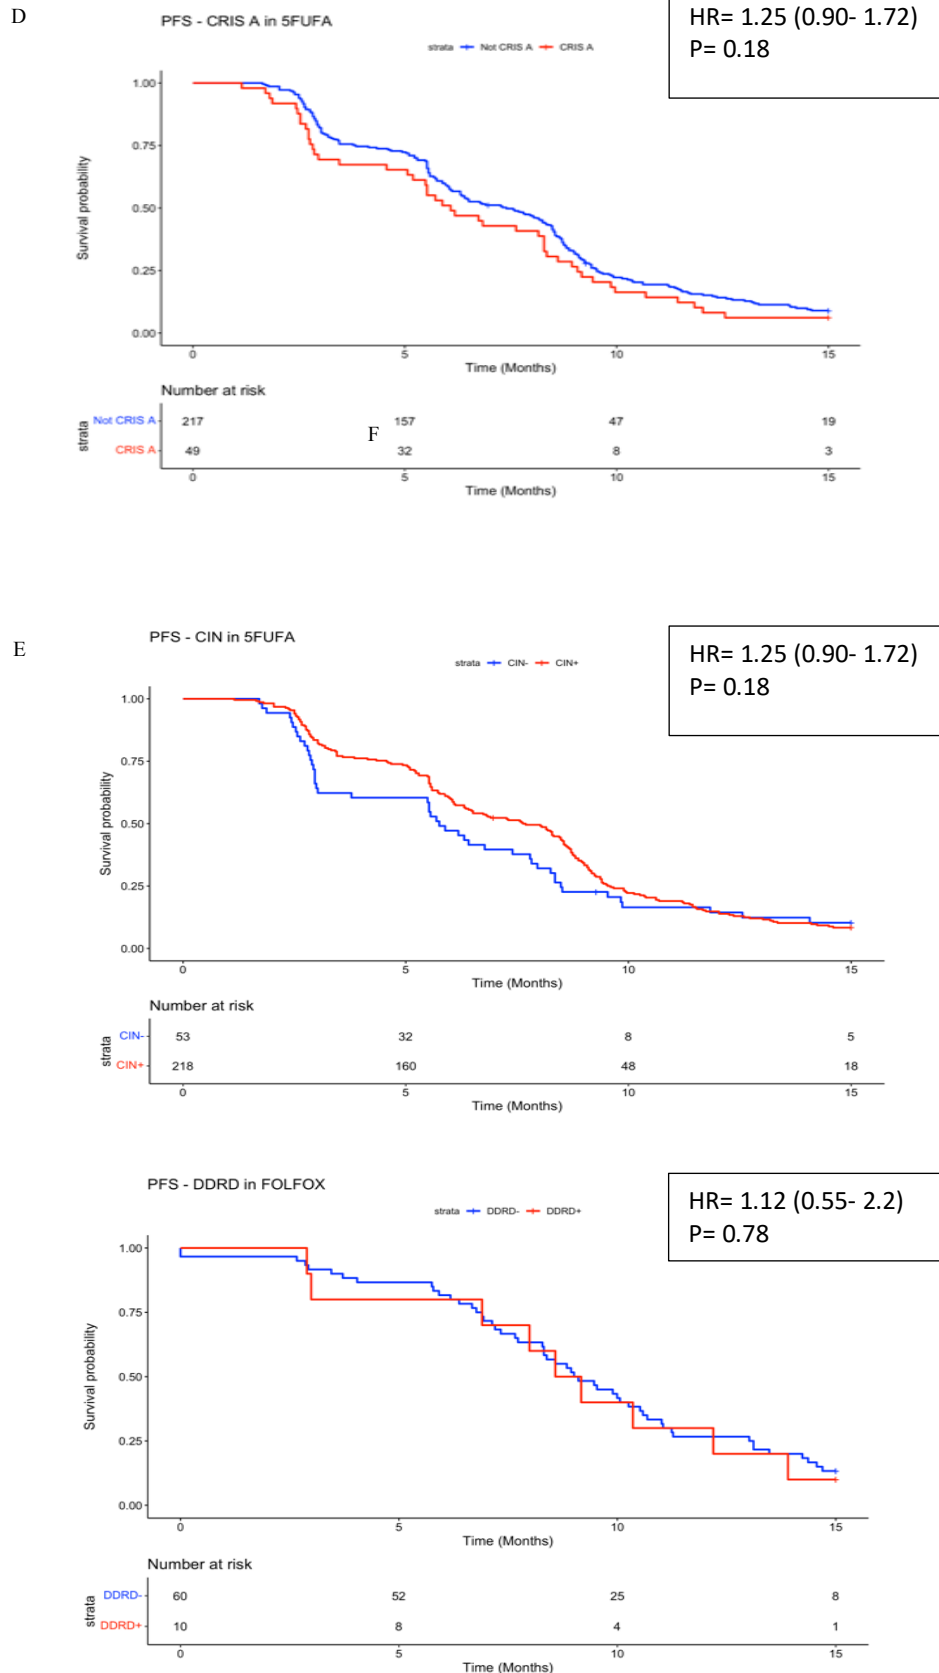 D
PFS - CRIS A in 5FUFA
HR= 1.25 (0.90- 1.72)
P= 0.18
strata Not CRIS A CRIS A
1.00
0.75
0.50
0.25
0.00
Survival probability
0 5 10 15
Time (Months)
Number at risk
strata
Not CRIS A 217 157 47 19
F
CRIS A 49 32 8 3
0 5 10 15
Time (Months)
E
PFS - CIN in 5FUFA
HR= 1.25 (0.90- 1.72)
P= 0.18
strata CIN- CIN+
1.00
0.75
0.50
0.25
0.00
Survival probability
0 5 10 15
Time (Months)
Number at risk
strata
CIN- 53 32 8 5
CIN+ 218 160 48 18
0 5 10 15
Time (Months)
PFS - DDRD in FOLFOX
HR= 1.12 (0.55- 2.2)
P= 0.78
strata DDRD- DDRD+
1.00
0.75
0.50
0.25
0.00
Survival probability
0 5 10 15
Time (Months)
Number at risk
strata
DDRD- 60 52 25 8
DDRD+ 10 8 4 1
0 5 10 15
Time (Months)